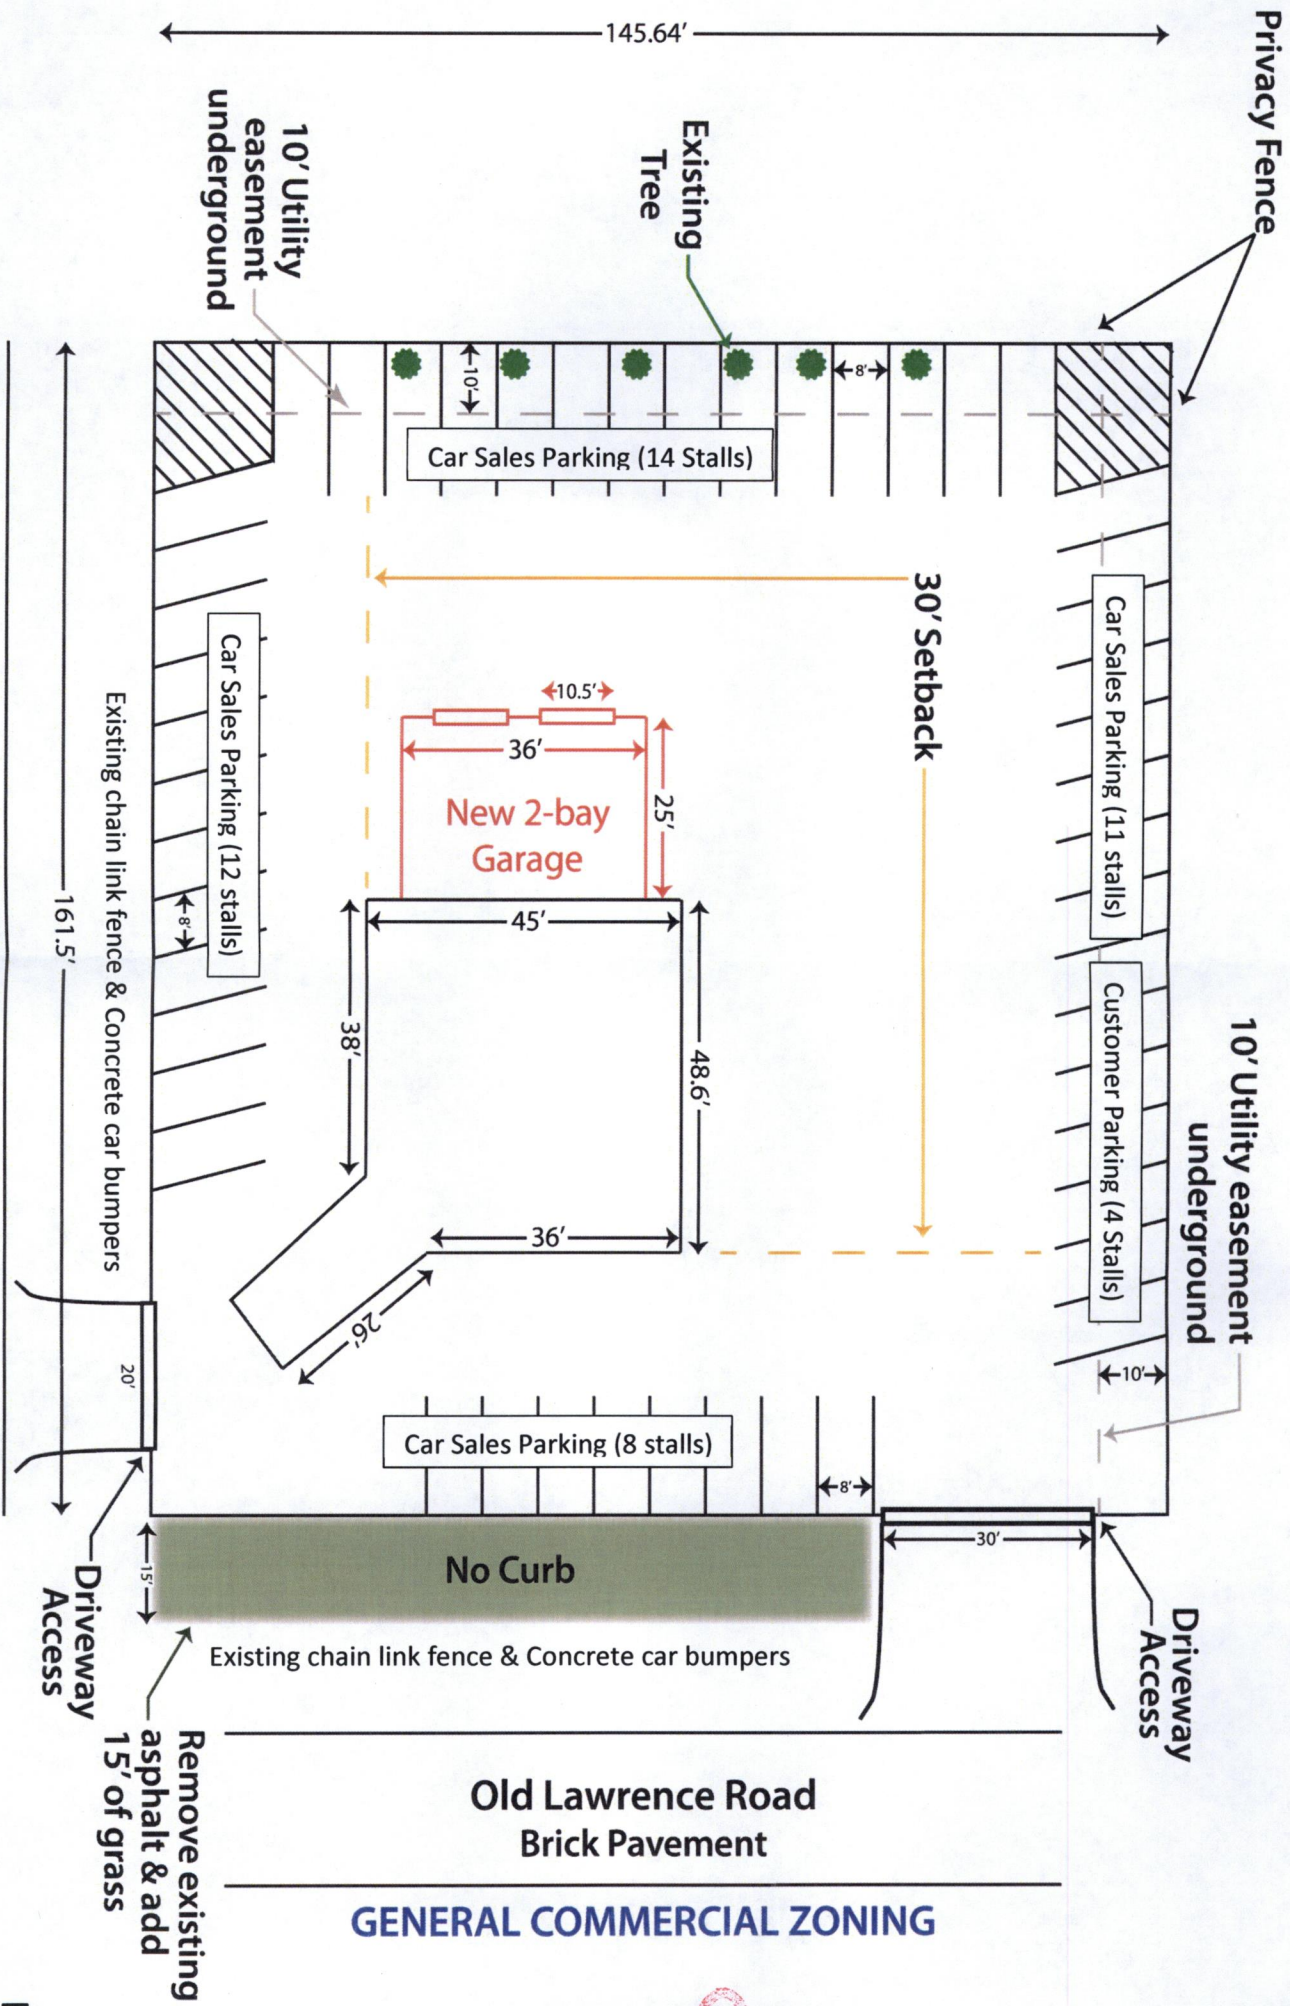 Privacy Fence
145.64'
10' Utility
easement
underground
Existing
Tree
10'
8'
Car Sales Parking (14 Stalls)
30' Setback
Car Sales Parking (11 stalls)
Car Sales Parking (12 stalls)
10.5'
36'
25'
New 2-bay
Garage
45'
38'
48.6'
36'
26'
8'
161.5'
Existing chain link fence & Concrete car bumpers
Customer Parking (4 Stalls)
10' Utility easement
underground
10'
20'
Car Sales Parking (8 stalls)
8'
30'
15'
No Curb
Driveway
Access
Driveway
Access
Existing chain link fence & Concrete car bumpers
Remove existing
asphalt & add
15' of grass
Old Lawrence Road
Brick Pavement
GENERAL COMMERCIAL ZONING